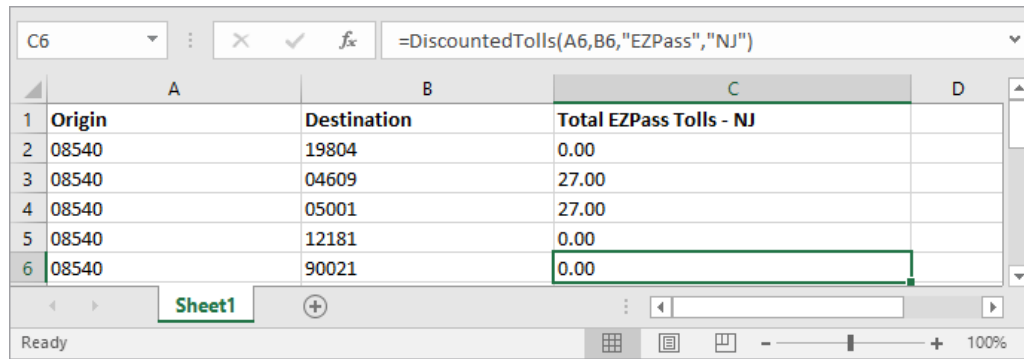 C6 fx =DiscountedTolls(A6,B6,"EZPass","NJ")
A B C D
1 Origin Destination Total EZPass Tolls - NJ
2 08540 19804 0.00
3 08540 04609 27.00
4 08540 05001 27.00
5 08540 12181 0.00
6 08540 90021 0.00
Sheet1
Ready 100%